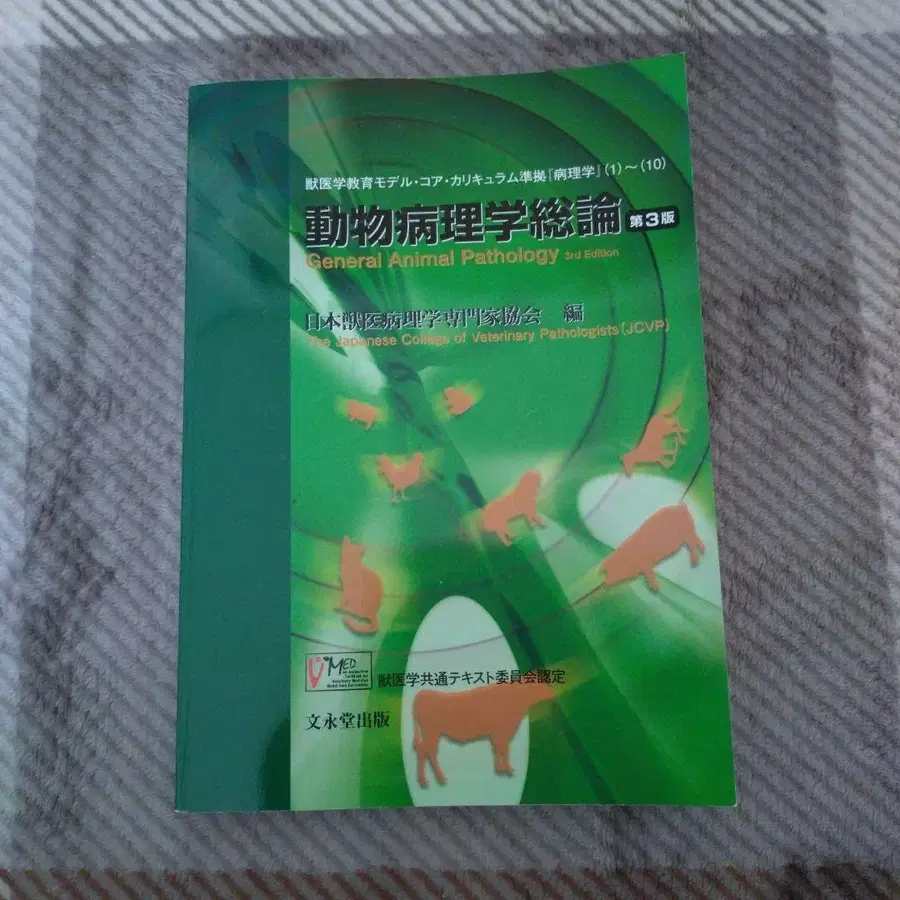 獣医学教育モデル・コア・カリキュラム準拠『病理学』(1)〜(10)
動物病理学総論 第3版
General Animal Pathology 3rd Edition
日本獣医病理学専門家協会 編
The Japanese College of Veterinary Pathologists (JCVP)
VMED
獣医学共通テキスト委員会認定
文永堂出版